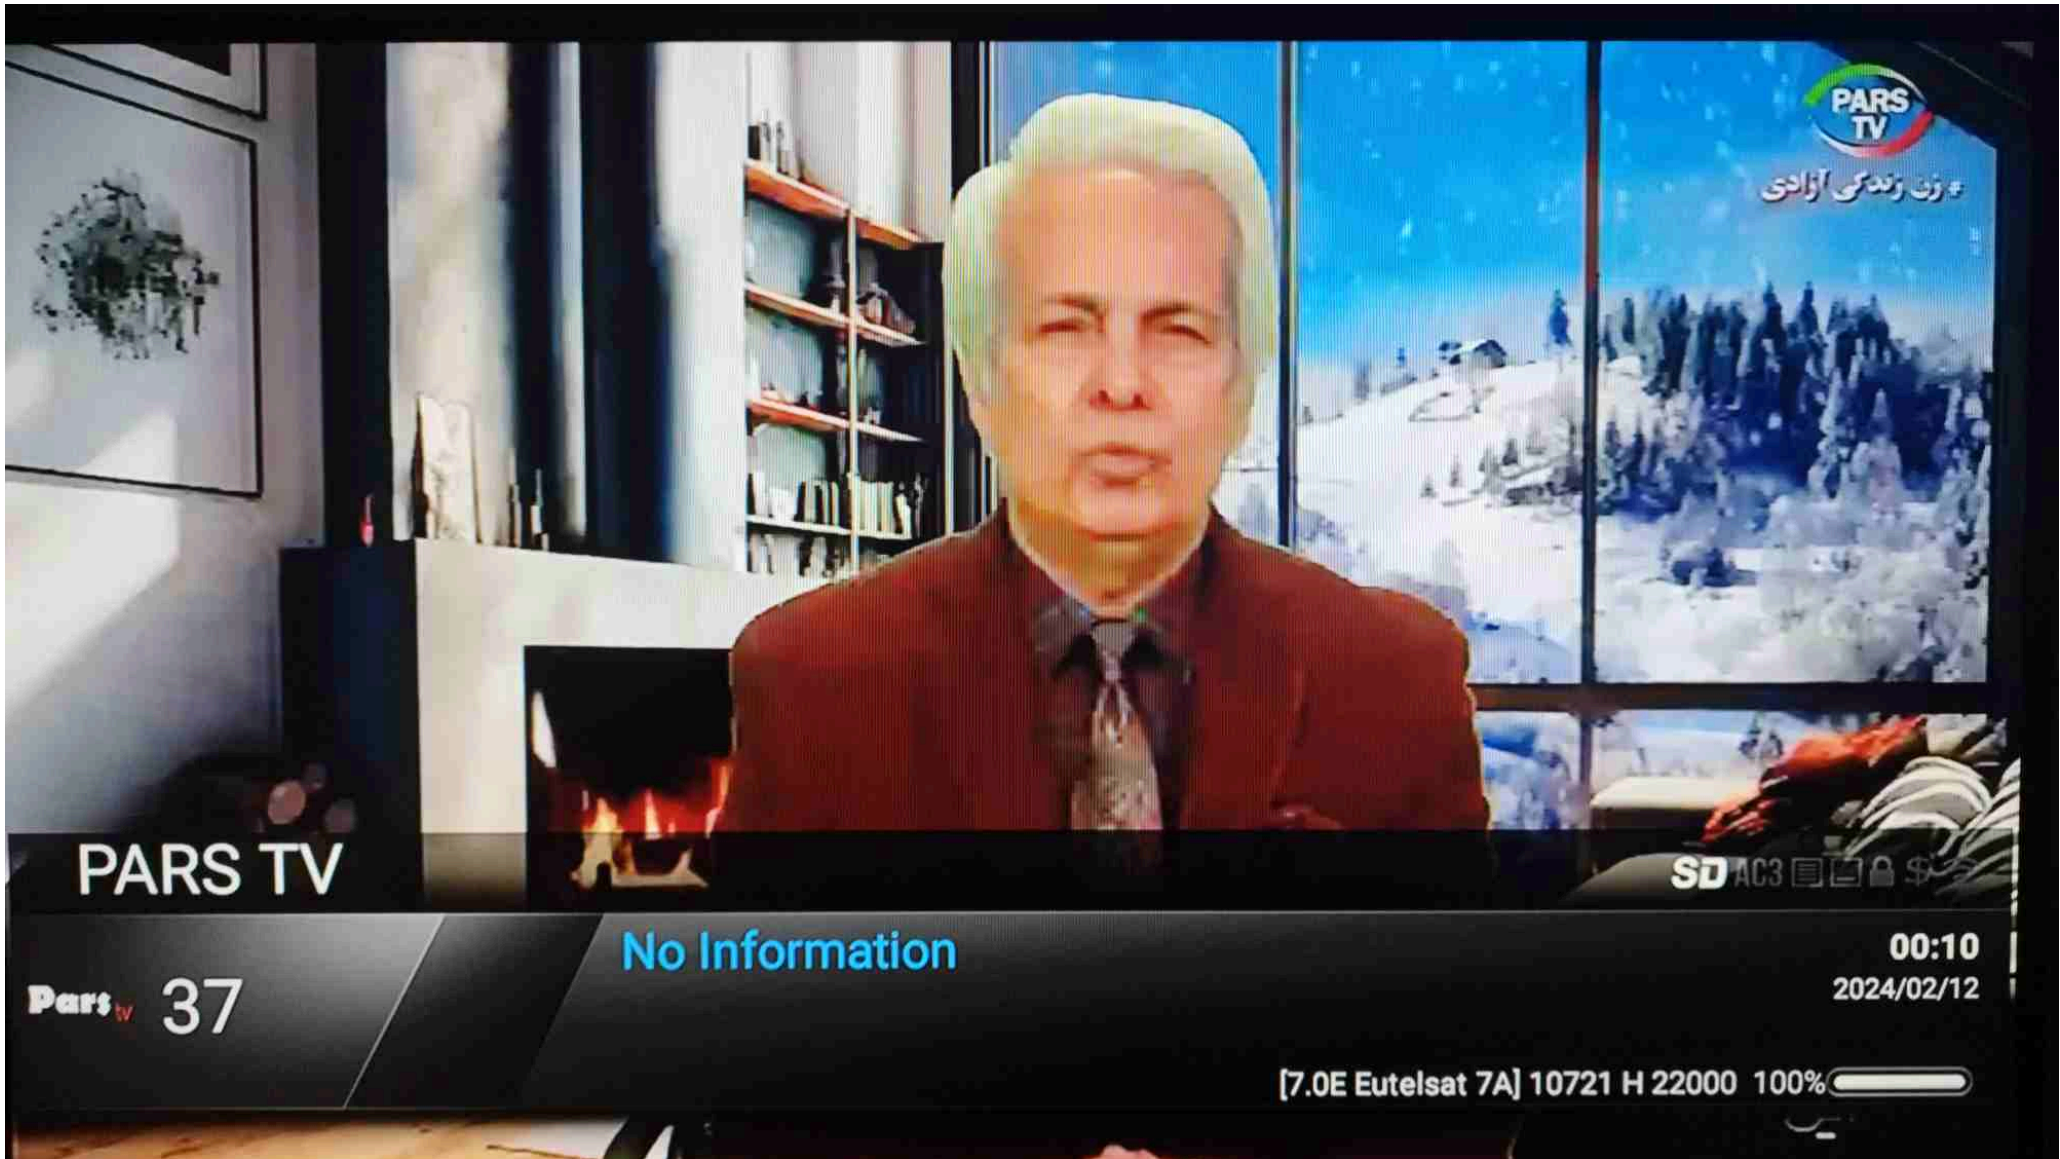 PARS
TV
# زن زندگی آزادی
PARS TV
SD AC3 $
No Information
00:10
2024/02/12
Pars tv 37
[7.0E Eutelsat 7A] 10721 H 22000 100%